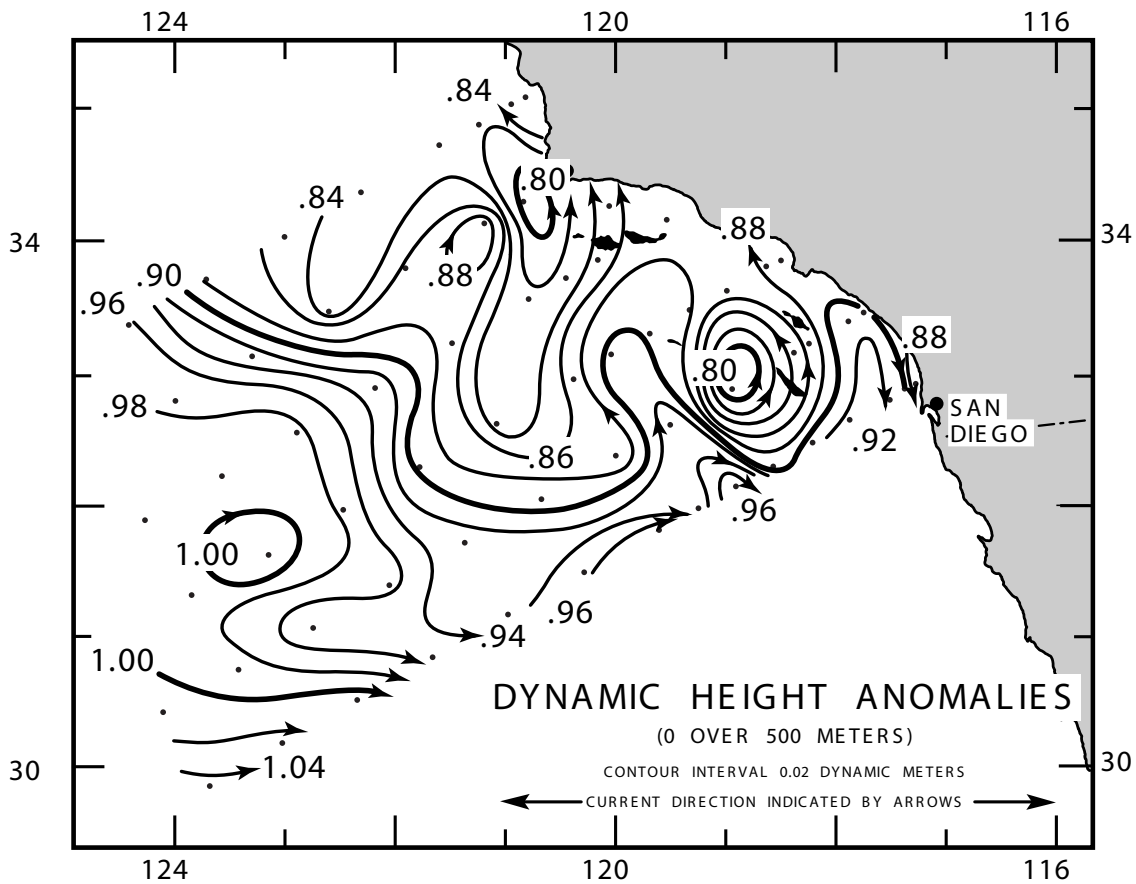 124 120 116
.84
.80
.84
34 .88 34
.90 .88
.96
.88
.80
.98 SAN
.92 DIEGO
.86
.96
1.00
.96
.94
1.00
DYNAMIC HEIGHT ANOMALIES
(0 OVER 500 METERS)
1.04 CONTOUR INTERVAL 0.02 DYNAMIC METERS
30 30
CURRENT DIRECTION INDICATED BY ARROWS
124 120 116